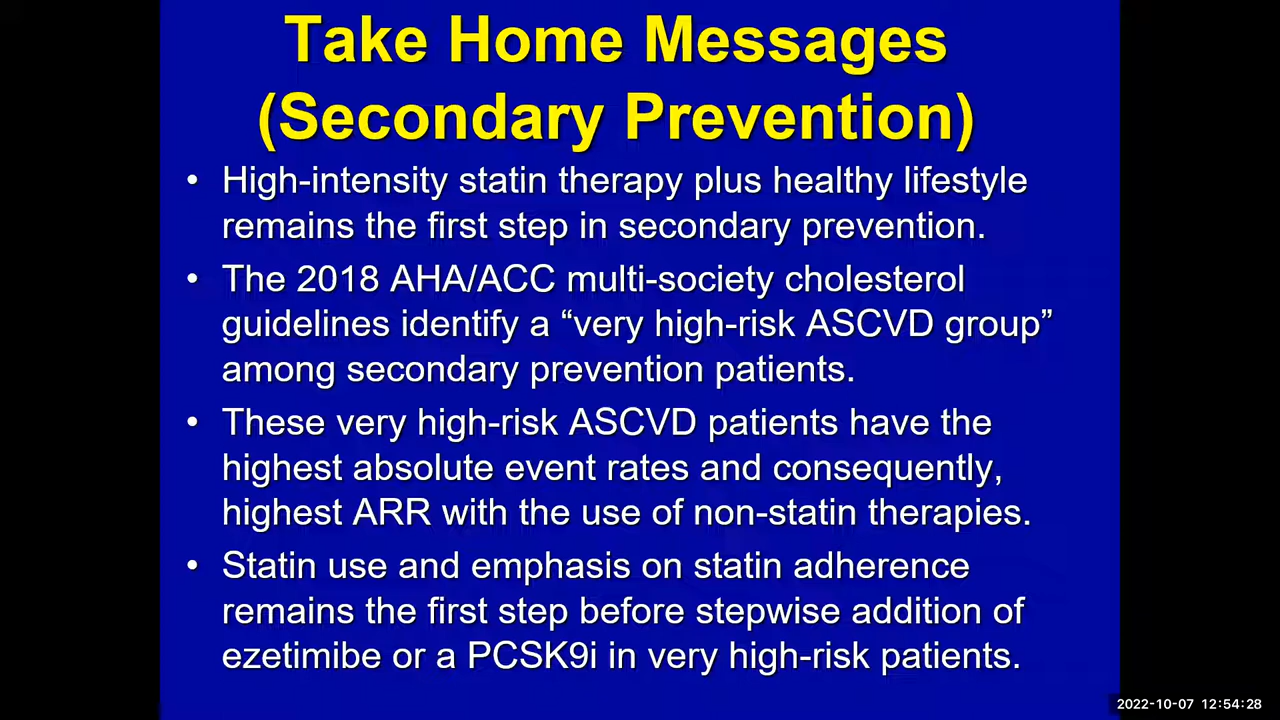 Take Home Messages
(Secondary Prevention)
• High-intensity statin therapy plus healthy lifestyle
remains the first step in secondary prevention.
• The 2018 AHA/ACC multi-society cholesterol
guidelines identify a “very high-risk ASCVD group”
among secondary prevention patients.
• These very high-risk ASCVD patients have the
highest absolute event rates and consequently,
highest ARR with the use of non-statin therapies.
• Statin use and emphasis on statin adherence
remains the first step before stepwise addition of
ezetimibe or a PCSK9i in very high-risk patients.
2022-10-07 12:54:28